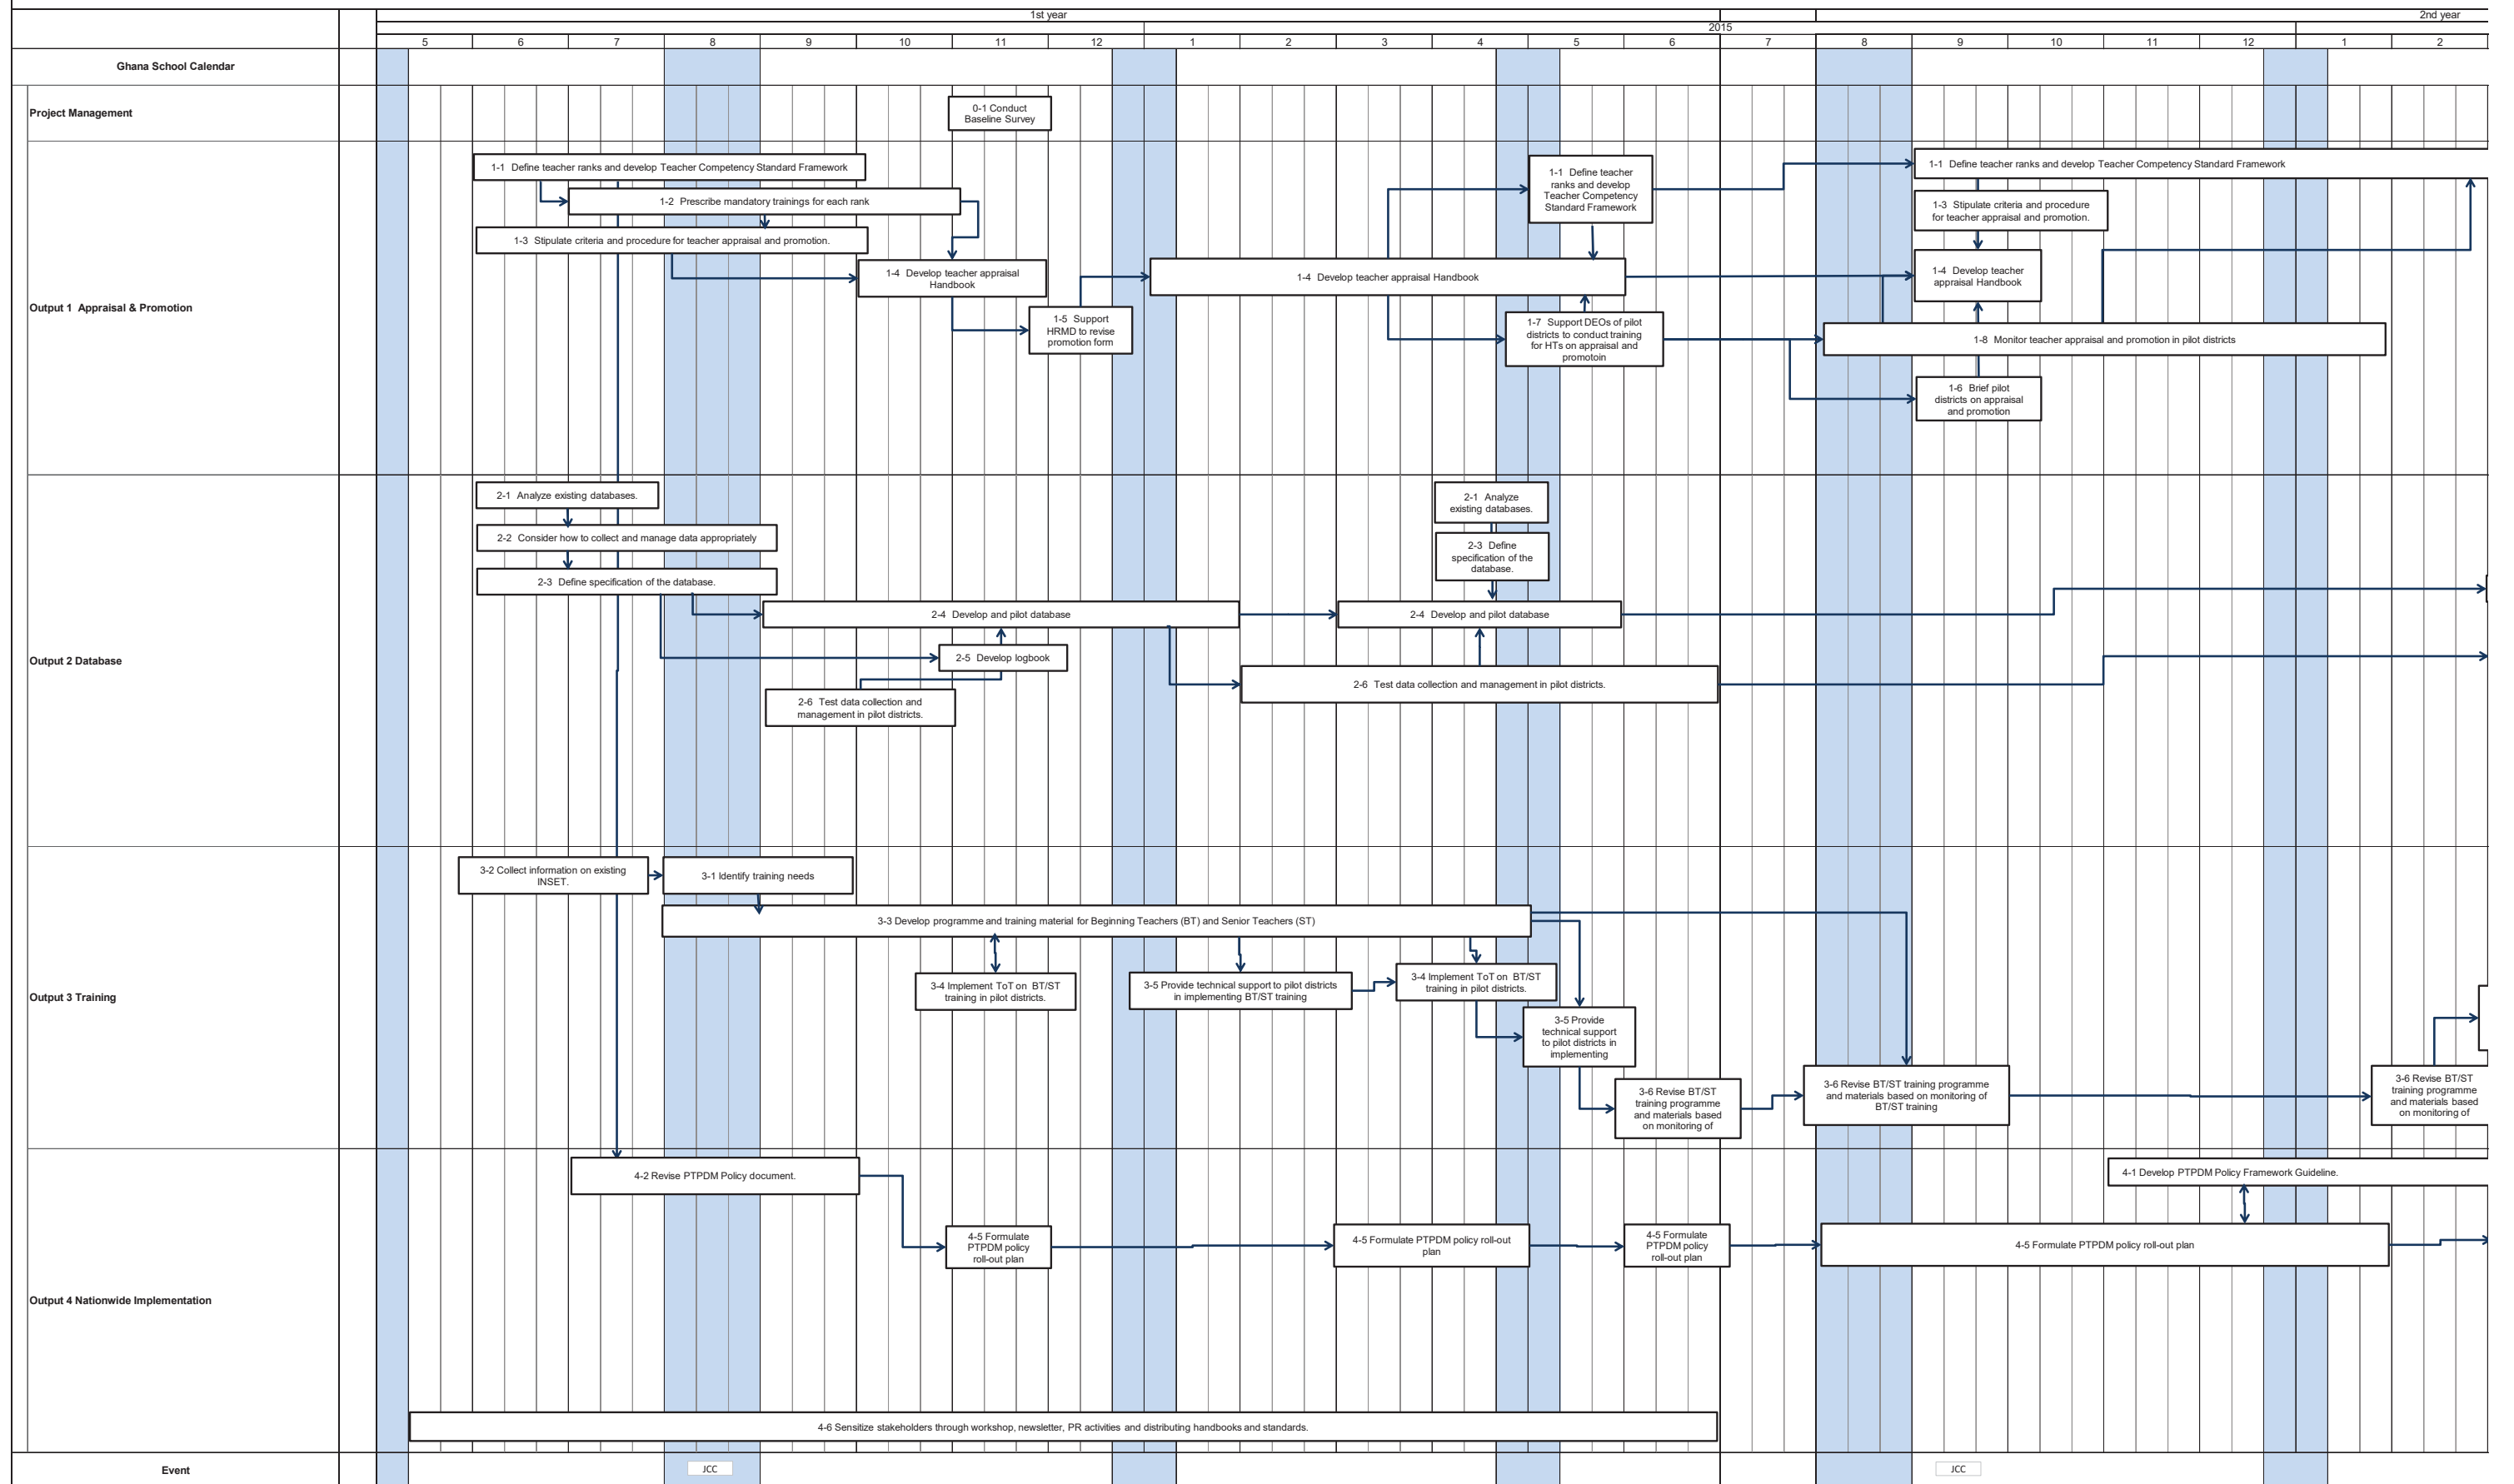 1st year
2nd year
2015
5 6 7 8 9 10 11 12 1 2 3 4 5 6 7 8 9 10 11 12 1 2
Ghana School Calendar
Project Management
0-1 Conduct
Baseline Survey
Output 1 Appraisal & Promotion
1-1 Define teacher ranks and develop Teacher Competency Standard Framework
1-2 Prescribe mandatory trainings for each rank
1-3 Stipulate criteria and procedure for teacher appraisal and promotion.
1-4 Develop teacher appraisal
Handbook
1-5 Support
HRMD to revise
promotion form
1-4 Develop teacher appraisal Handbook
1-1 Define teacher
ranks and develop
Teacher Competency
Standard Framework
1-7 Support DEOs of pilot
districts to conduct training
for HTs on appraisal and
promotoin
1-1 Define teacher ranks and develop Teacher Competency Standard Framework
1-3 Stipulate criteria and procedure
for teacher appraisal and promotion.
1-4 Develop teacher
appraisal Handbook
1-8 Monitor teacher appraisal and promotion in pilot districts
1-6 Brief pilot
districts on appraisal
and promotion
Output 2 Database
2-1 Analyze existing databases.
2-2 Consider how to collect and manage data appropriately
2-3 Define specification of the database.
2-4 Develop and pilot database
2-5 Develop logbook
2-6 Test data collection and
management in pilot districts.
2-1 Analyze
existing databases.
2-3 Define
specification of the
database.
2-4 Develop and pilot database
2-6 Test data collection and management in pilot districts.
Output 3 Training
3-2 Collect information on existing
INSET.
3-1 Identify training needs
3-3 Develop programme and training material for Beginning Teachers (BT) and Senior Teachers (ST)
3-4 Implement ToT on BT/ST
training in pilot districts.
3-5 Provide technical support to pilot districts
in implementing BT/ST training
3-4 Implement ToT on BT/ST
training in pilot districts.
3-5 Provide
technical support
to pilot districts in
implementing
3-6 Revise BT/ST
training programme
and materials based
on monitoring of
3-6 Revise BT/ST training programme
and materials based on monitoring of
BT/ST training
3-6 Revise BT/ST
training programme
and materials based
on monitoring of
Output 4 Nationwide Implementation
4-2 Revise PTPDM Policy document.
4-1 Develop PTPDM Policy Framework Guideline.
4-5 Formulate
PTPDM policy
roll-out plan
4-5 Formulate PTPDM policy roll-out
plan
4-5 Formulate
PTPDM policy
roll-out plan
4-5 Formulate PTPDM policy roll-out plan
4-6 Sensitize stakeholders through workshop, newsletter, PR activities and distributing handbooks and standards.
Event
JCC
JCC